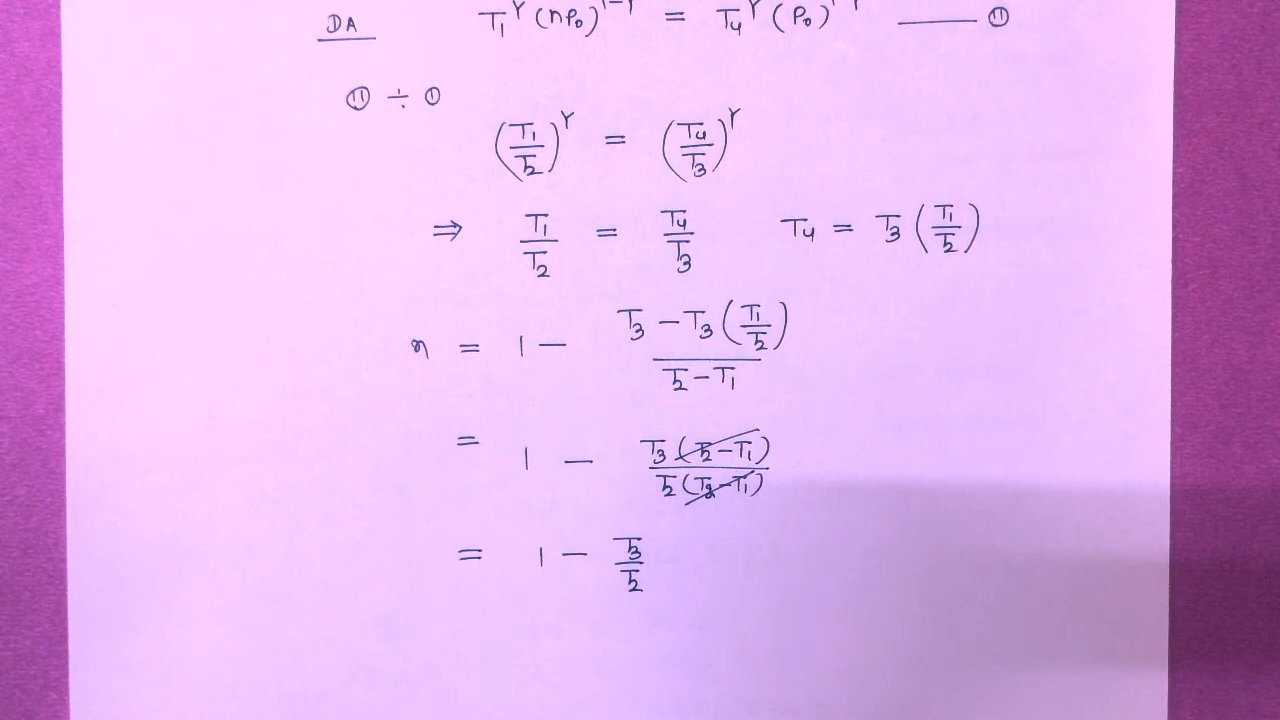 DA T₁^γ (nP₀)^1-γ = T₄^γ (P₀)^1-γ —— ⑪
⑪ ÷ ①
(T₁/T₂)^γ = (T₄/T₃)^γ
⇒ T₁/T₂ = T₄/T₃ T₄ = T₃ (T₁/T₂)
η = 1 - (T₃ - T₃ (T₁/T₂))/(T₂ - T₁)
= 1 - T₃ (T₂ - T₁)/T₂ (T₂ - T₁)
= 1 - T₃/T₂